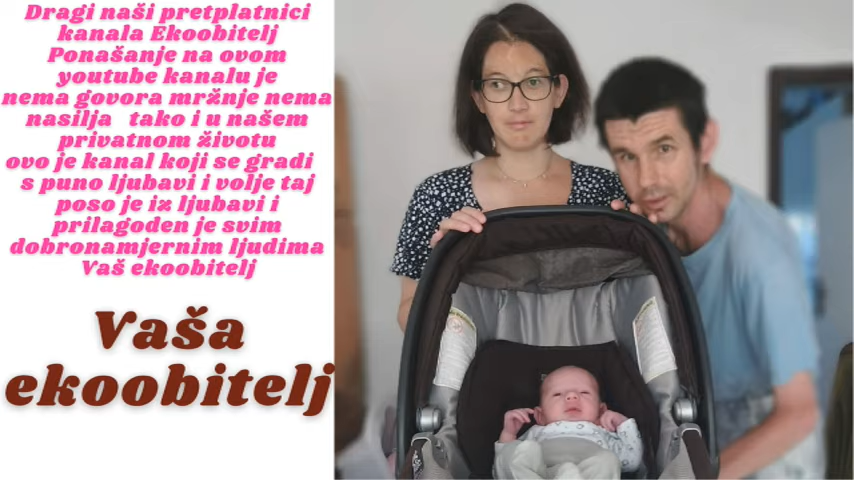 Dragi naši pretplatnici
kanala Ekoobitelj
Ponašanje na ovom
youtube kanalu je
nema govora mržnje nema
nasilja tako i u našem
privatnom životu
ovo je kanal koji se gradi
s puno ljubavi i volje taj
poso je iz ljubavi i
prilagođen je svim
dobronamjernim ljudima
Vaš ekoobitelj
Vaša
ekoobitelj